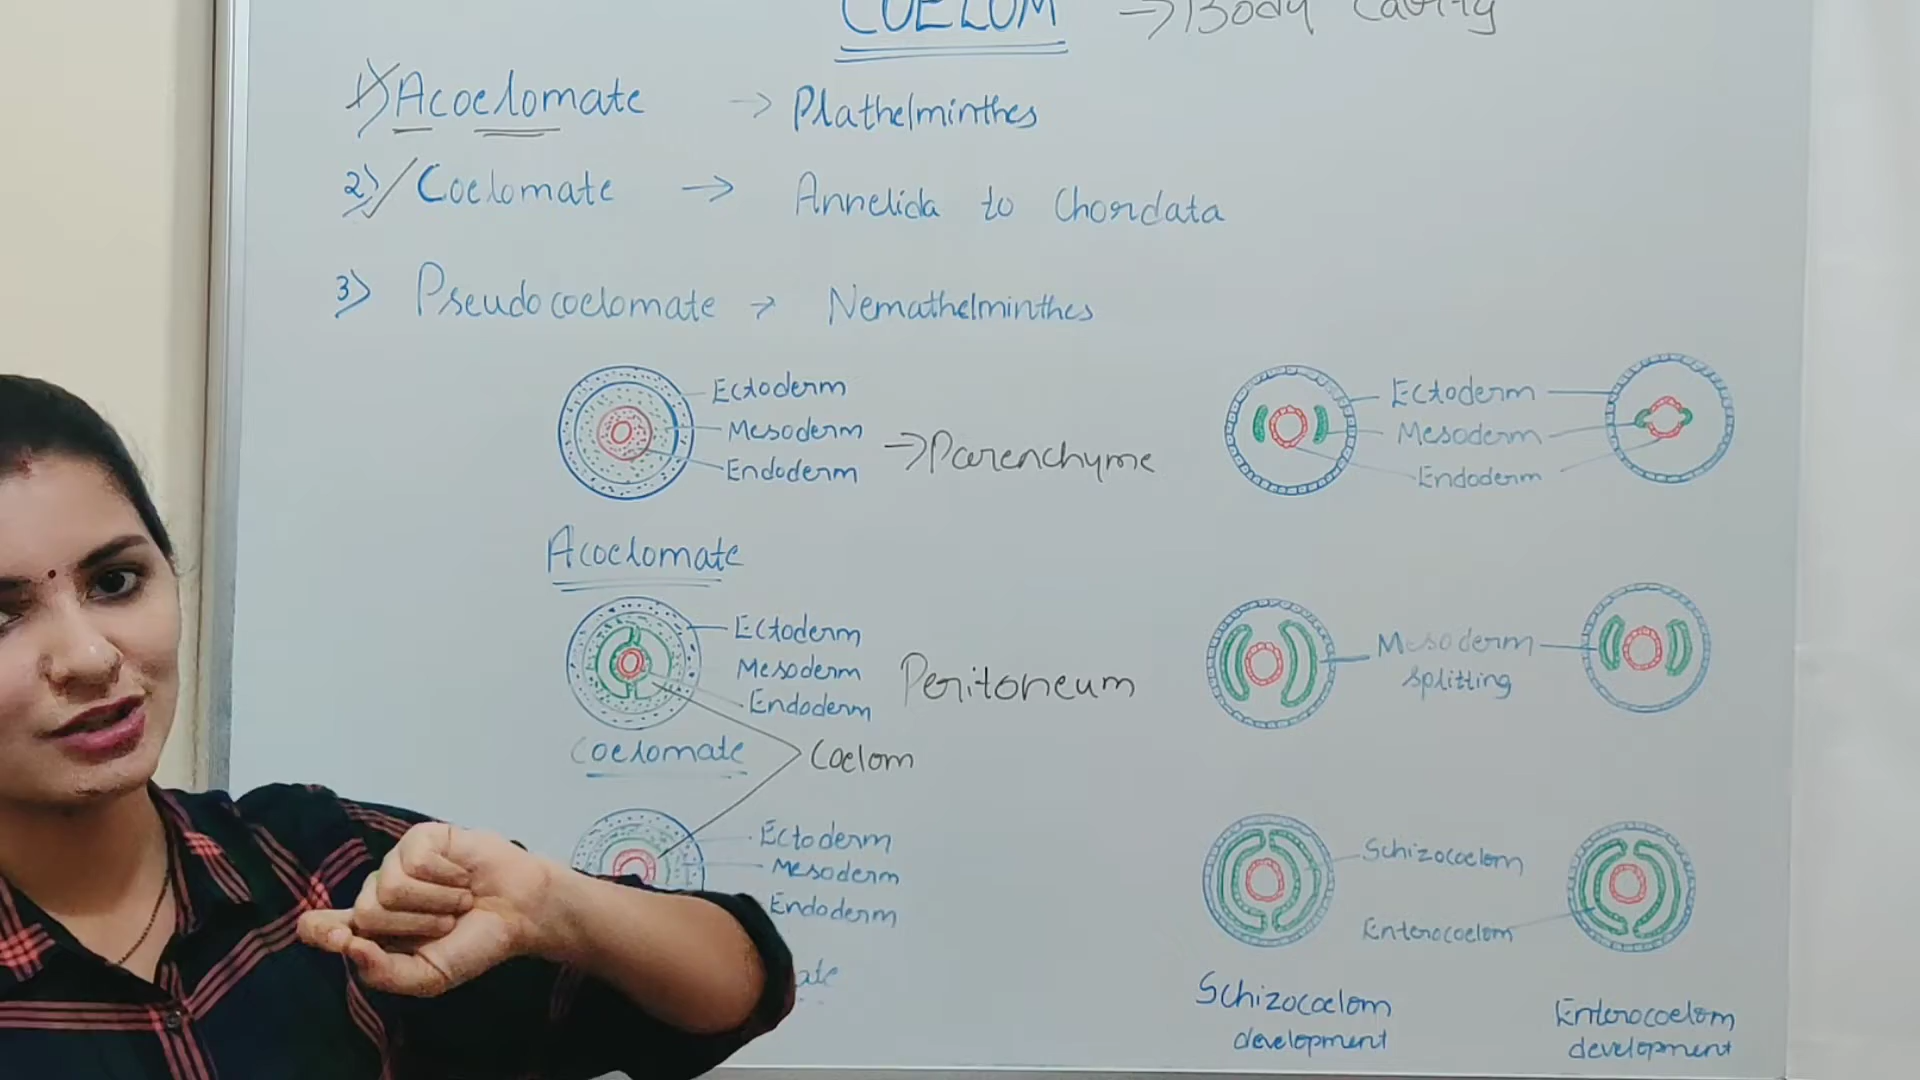 COELOM → Body Cavity
1) Acoelomate → Plathelminthes
2) Coelomate → Annelida to Chordata
3) Pseudocoelomate → Nemathelminthes
Ectoderm
Mesoderm
Endoderm
→ Parenchyme
Acoelomate
Ectoderm
Mesoderm
Endoderm
Peritoneum
Coelomate
Coelom
Ectoderm
Mesoderm
Endoderm
Ectoderm
Mesoderm
Endoderm
Mesoderm
splitting
Schizocoelom
Enterocoelom
Schizocoelom
development
Enterocoelom
development